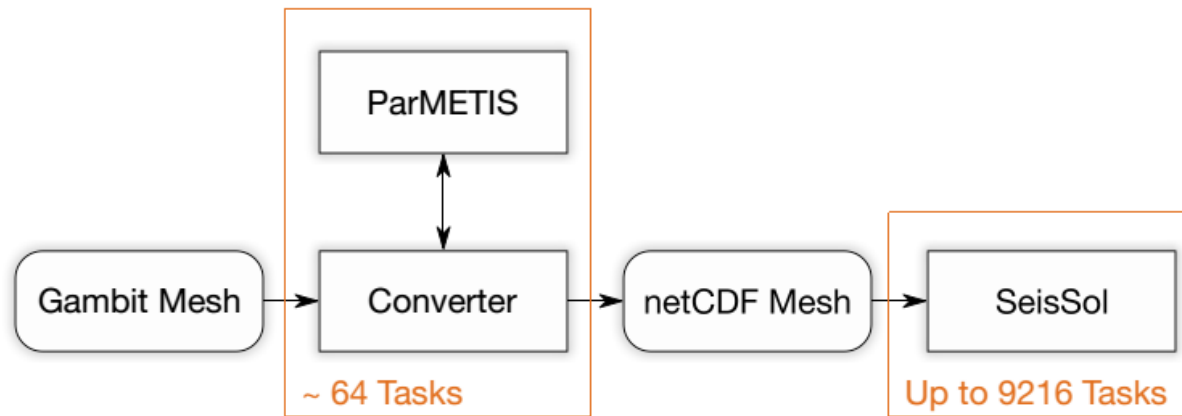 ParMETIS
Gambit Mesh
Converter
netCDF Mesh
SeisSol
~ 64 Tasks
Up to 9216 Tasks